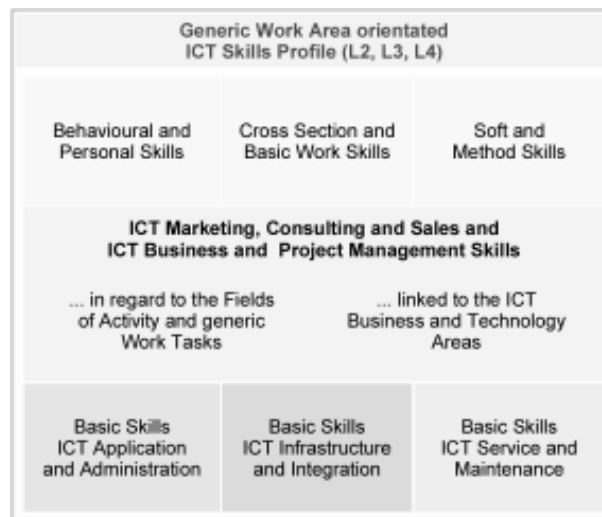 Generic Work Area orientated
ICT Skills Profile (L2, L3, L4)
Behavioural and
Personal Skills
Cross Section and
Basic Work Skills
Soft and
Method Skills
ICT Marketing, Consulting and Sales and
ICT Business and Project Management Skills
... in regard to the Fields
of Activity and generic
Work Tasks
... linked to the ICT
Business and Technology
Areas
Basic Skills
ICT Application
and Administration
Basic Skills
ICT Infrastructure
and Integration
Basic Skills
ICT Service and
Maintenance